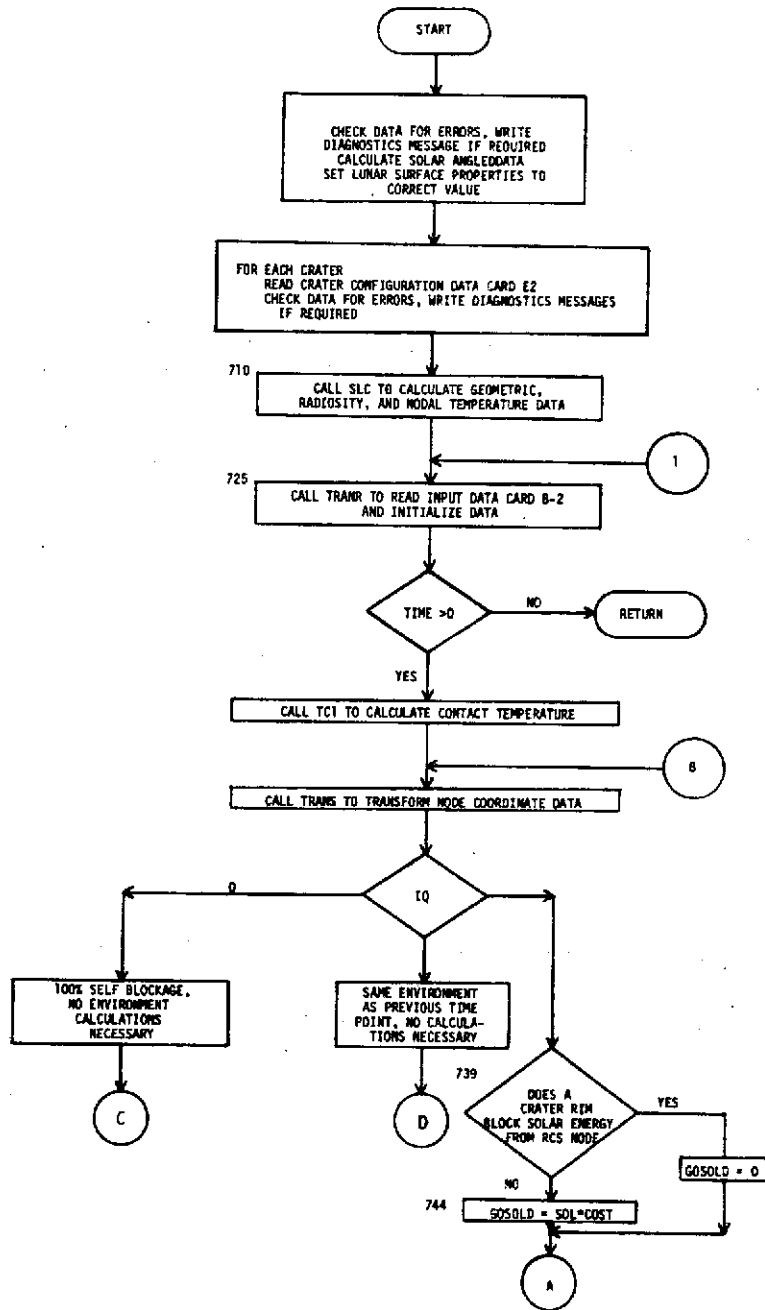 START
CHECK DATA FOR ERRORS, WRITE
DIAGNOSTICS MESSAGE IF REQUIRED
CALCULATE SOLAR ANGLEDDATA
SET LUNAR SURFACE PROPERTIES TO
CORRECT VALUE
FOR EACH CRATER
READ CRATER CONFIGURATION DATA CARD E2
CHECK DATA FOR ERRORS, WRITE DIAGNOSTICS MESSAGES
IF REQUIRED
710
CALL SLC TO CALCULATE GEOMETRIC,
RADIOSITY, AND NODAL TEMPERATURE DATA
1
725
CALL TRANR TO READ INPUT DATA CARD B-2
AND INITIALIZE DATA
TIME >0
NO
RETURN
YES
CALL TC1 TO CALCULATE CONTACT TEMPERATURE
B
CALL TRANS TO TRANSFORM NODE COORDINATE DATA
0
IQ
100% SELF BLOCKAGE,
NO ENVIRONMENT
CALCULATIONS
NECESSARY
SAME ENVIRONMENT
AS PREVIOUS TIME
POINT, NO CALCULA-
TIONS NECESSARY
739
C
D
DOES A
CRATER RIM
BLOCK SOLAR ENERGY
FROM RCS NODE
YES
GOSOLD = 0
NO
744
GOSOLD = SOL*COST
A